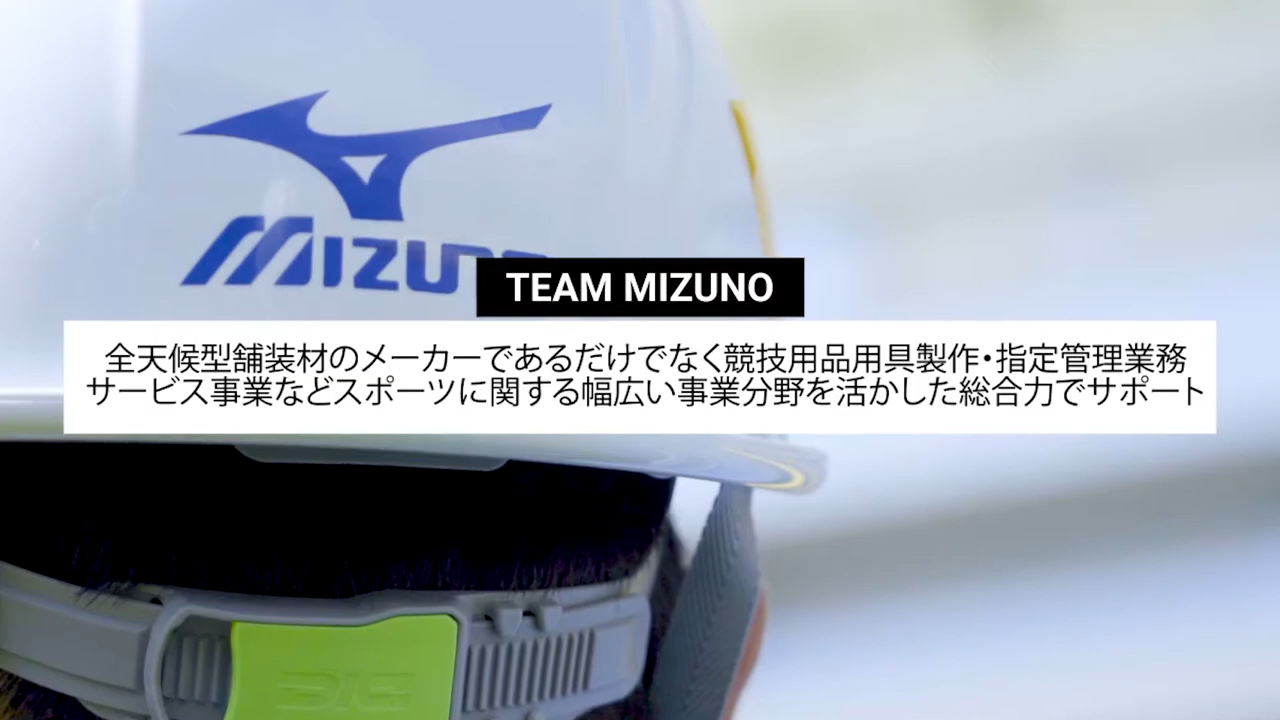 MIZUNO
TEAM MIZUNO
全天候型舗装材のメーカーであるだけでなく競技用品用具製作・指定管理業務
サービス事業などスポーツに関する幅広い事業分野を活かした総合力でサポート
DIC